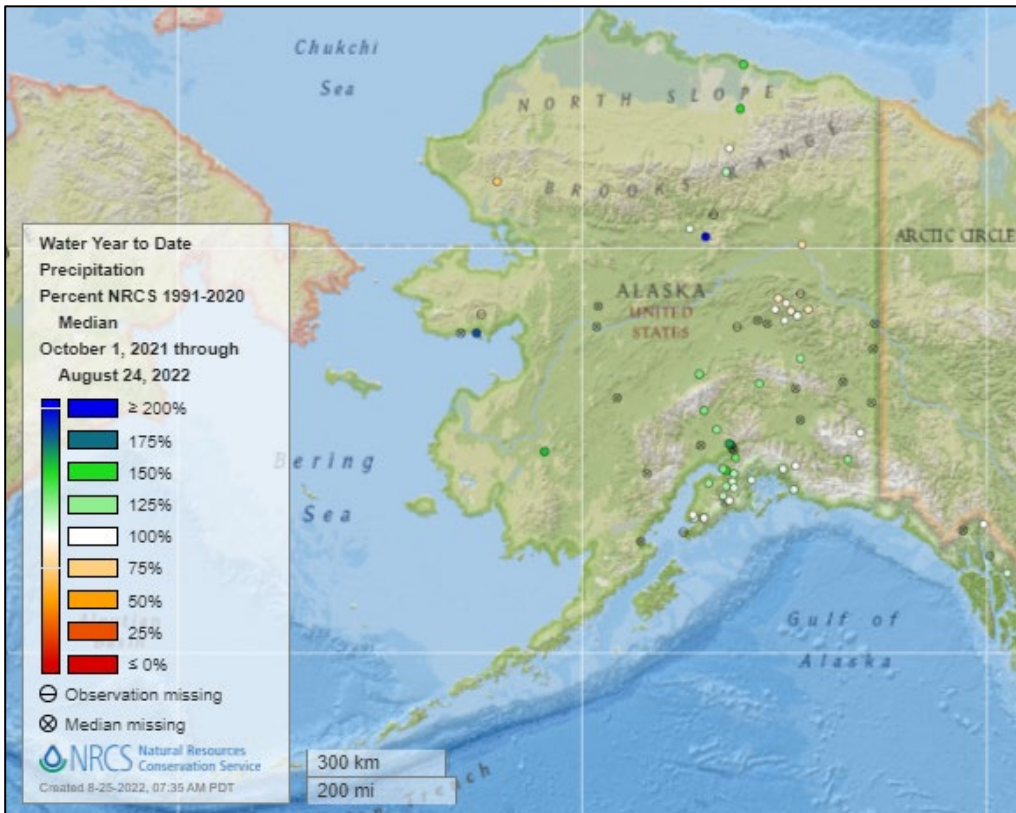 Chukchi
Sea
NORTH SLOPE
BROOKS RANGE
ARCTIC CIRCLE
ALASKA
UNITED
STATES
Bering
Sea
Gulf of
Alaska
Water Year to Date
Precipitation
Percent NRCS 1991-2020
Median
October 1, 2021 through
August 24, 2022
≥ 200%
175%
150%
125%
100%
75%
50%
25%
≤ 0%
⊖ Observation missing
⊗ Median missing
NRCS Natural Resources
Conservation Service
Created 8-25-2022, 07:35 AM PDT
300 km
200 mi
Trench